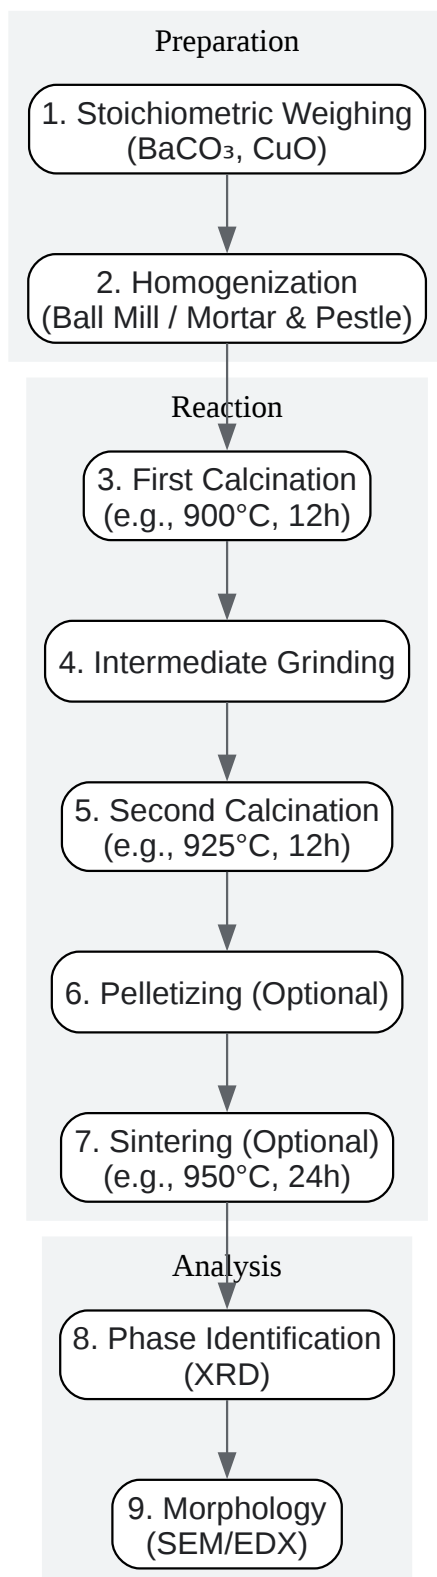 Preparation
1. Stoichiometric Weighing
(BaCO₃, CuO)
2. Homogenization
(Ball Mill / Mortar & Pestle)
Reaction
3. First Calcination
(e.g., 900°C, 12h)
4. Intermediate Grinding
5. Second Calcination
(e.g., 925°C, 12h)
6. Pelletizing (Optional)
7. Sintering (Optional)
(e.g., 950°C, 24h)
Analysis
8. Phase Identification
(XRD)
9. Morphology
(SEM/EDX)